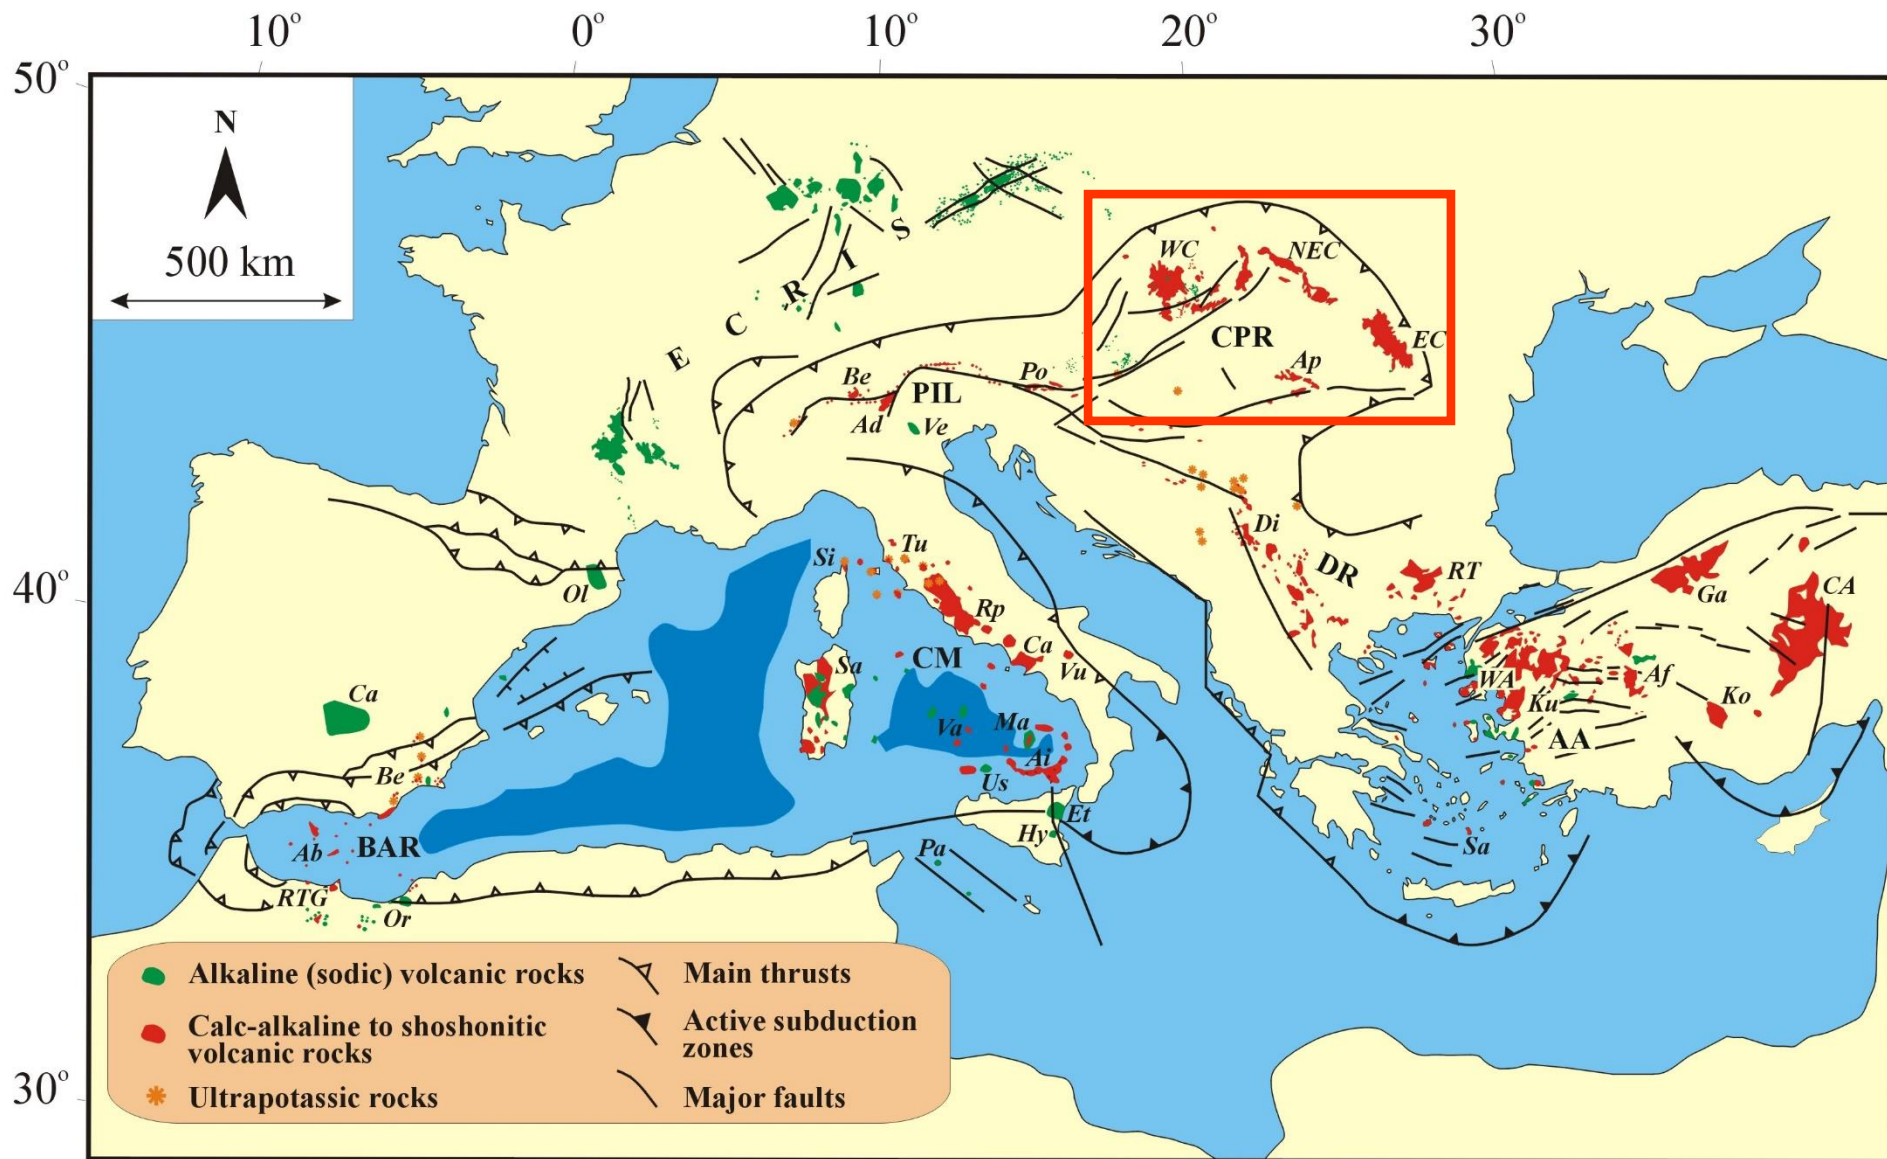 10° 0° 10° 20° 30°
50°
N
500 km
E C R I S
WC
NEC
CPR
EC
Ap
Po
Be
PIL
Ad
Ve
Di
DR
RT
Ga
CA
Ol
40°
Si
Tu
Rp
CM
Ca
Vu
Sa
Ca
WA
Ku
Af
Ko
AA
Va
Ma
Ai
Us
Be
Et
Hy
Pa
Sa
Ab
BAR
RTG
Or
30°
Alkaline (sodic) volcanic rocks
Calc-alkaline to shoshonitic
volcanic rocks
Ultrapotassic rocks
Main thrusts
Active subduction
zones
Major faults